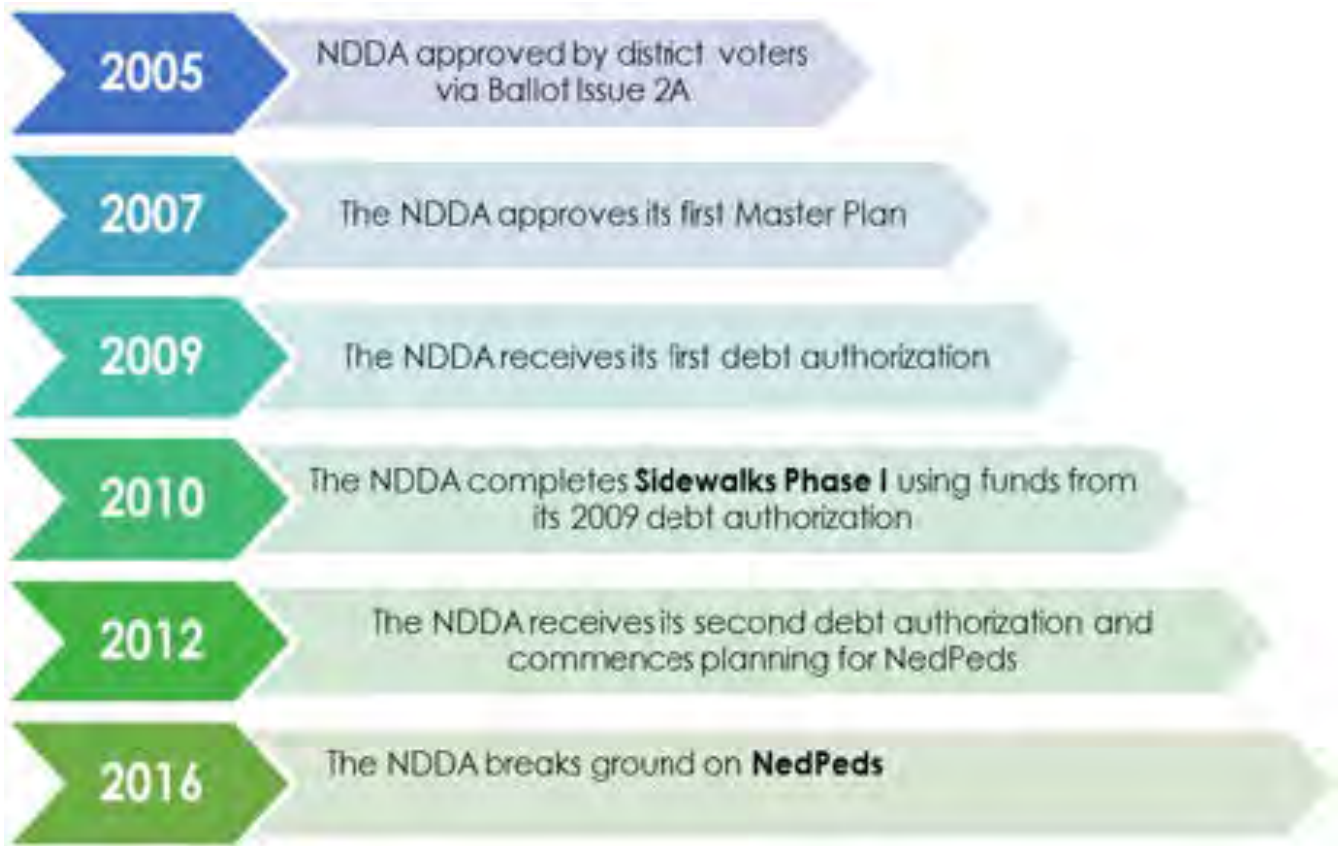 2005
NDDA approved by district voters
via Ballot Issue 2A
2007
The NDDA approves its first Master Plan
2009
The NDDA receives its first debt authorization
2010
The NDDA completes Sidewalks Phase I using funds from
its 2009 debt authorization
2012
The NDDA receives its second debt authorization and
commences planning for NedPeds
2016
The NDDA breaks ground on NedPeds